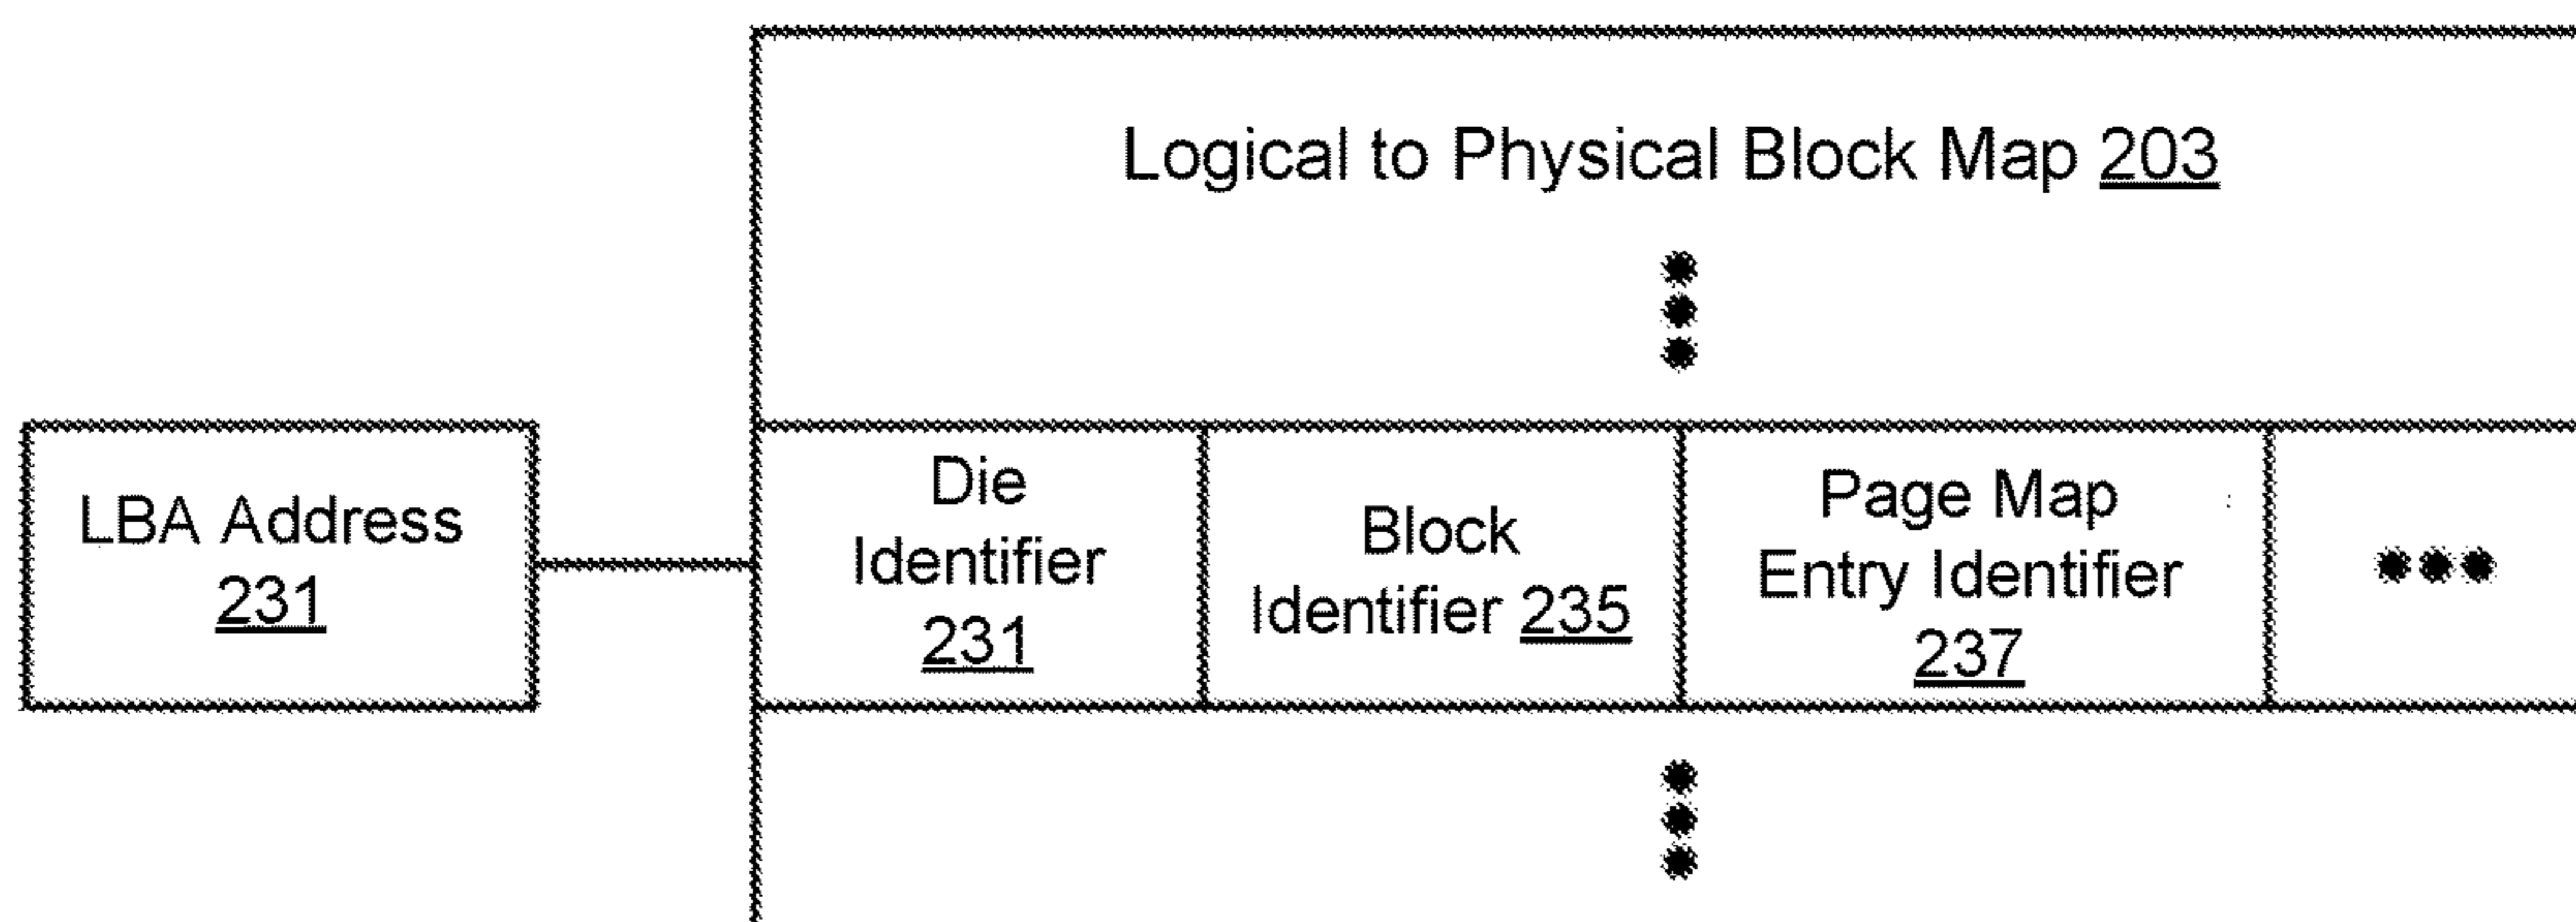 Logical to Physical Block Map 203
LBA Address
231
Die
Identifier
231
Block
Identifier 235
Page Map
Entry Identifier
237